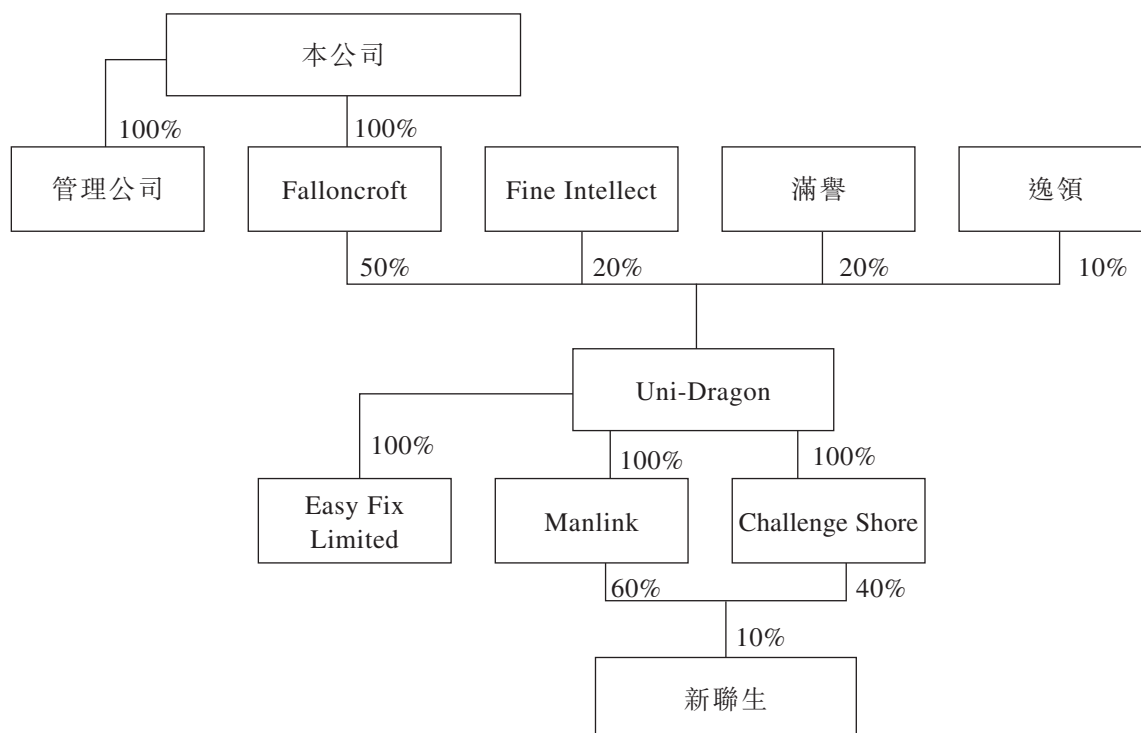 本公司
100%
100%
管理公司
Falloncroft
Fine Intellect
滿譽
逸領
50%
20%
20%
10%
Uni-Dragon
100%
100%
100%
Easy Fix
Limited
Manlink
Challenge Shore
60%
40%
10%
新聯生